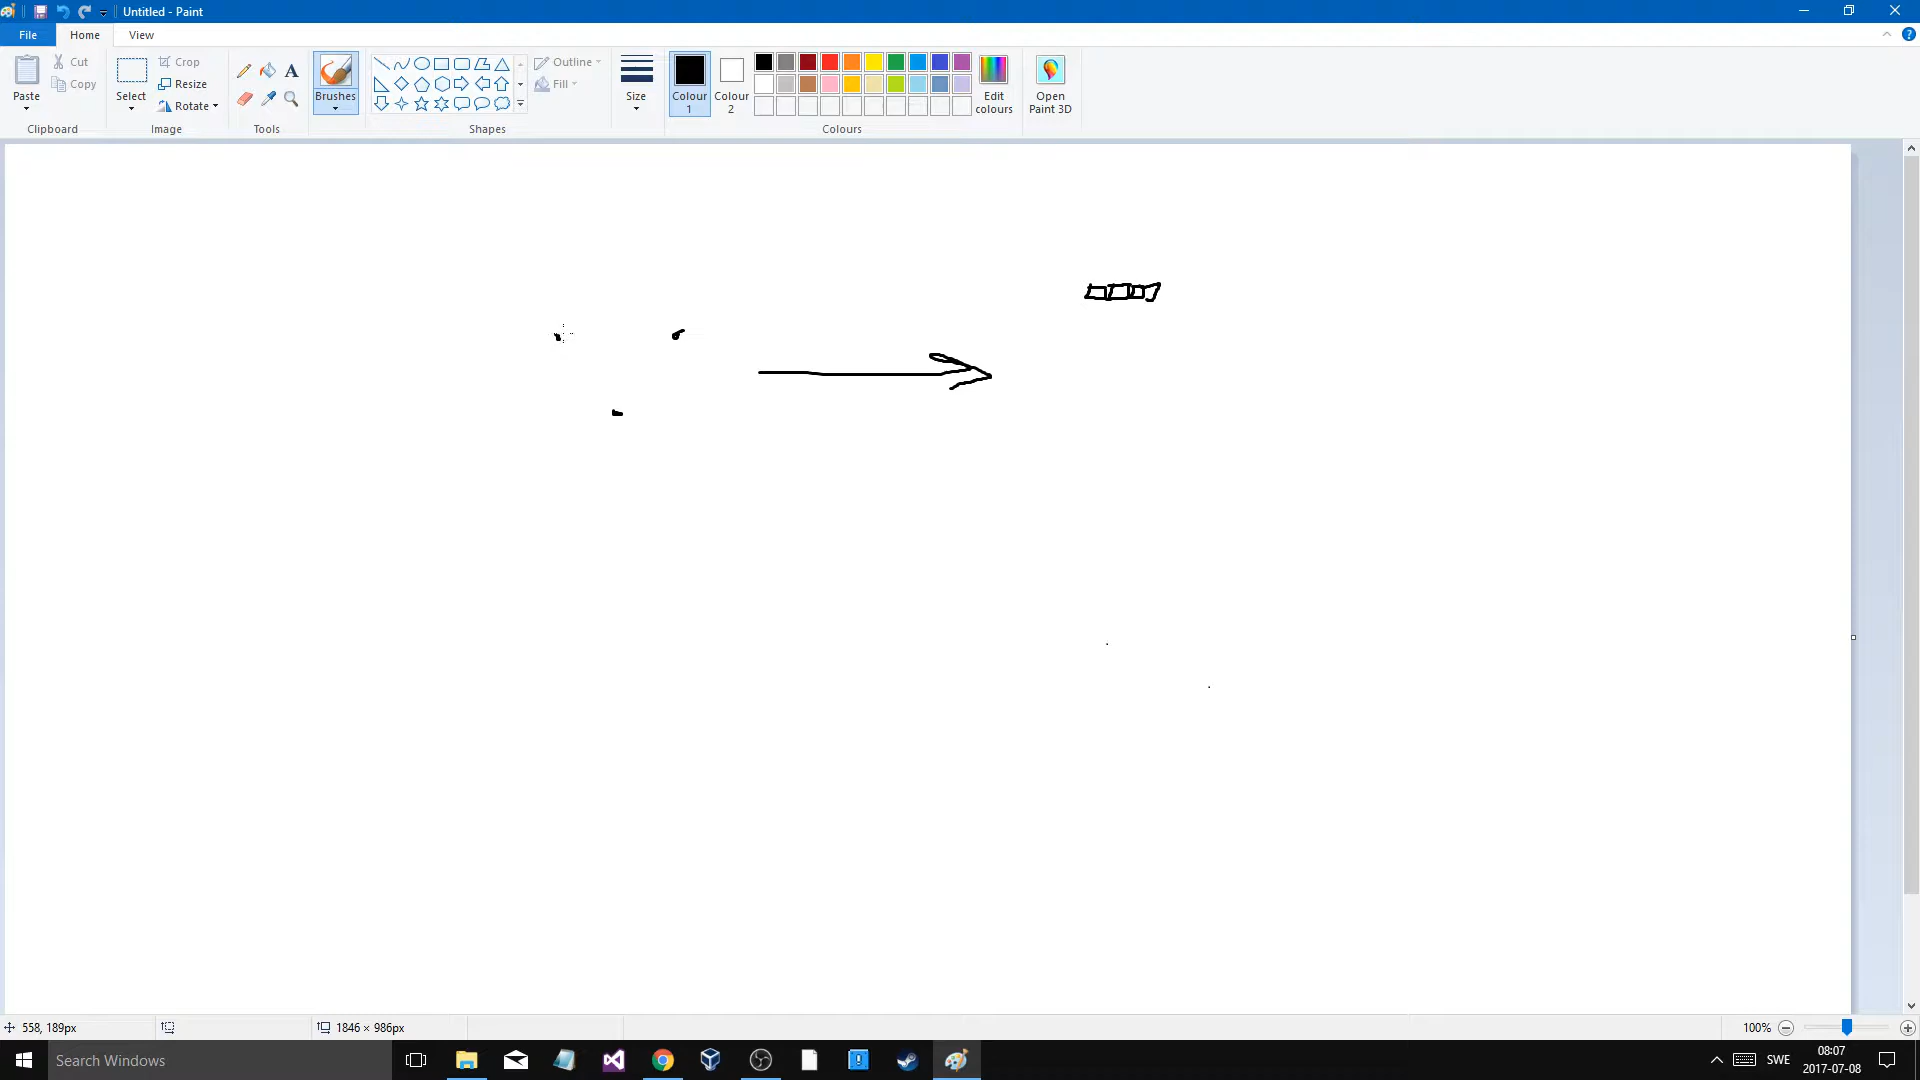 Untitled - Paint
File Home View
Paste
Cut
Copy
Clipboard
Select
Crop
Resize
Rotate
Image
A
Tools
Brushes
Shapes
Outline
Fill
Size
Colour 1
Colour 2
Colours
Edit colours
Open Paint 3D
558, 189px
1846 × 986px
100%
Search Windows
SWE
08:07
2017-07-08